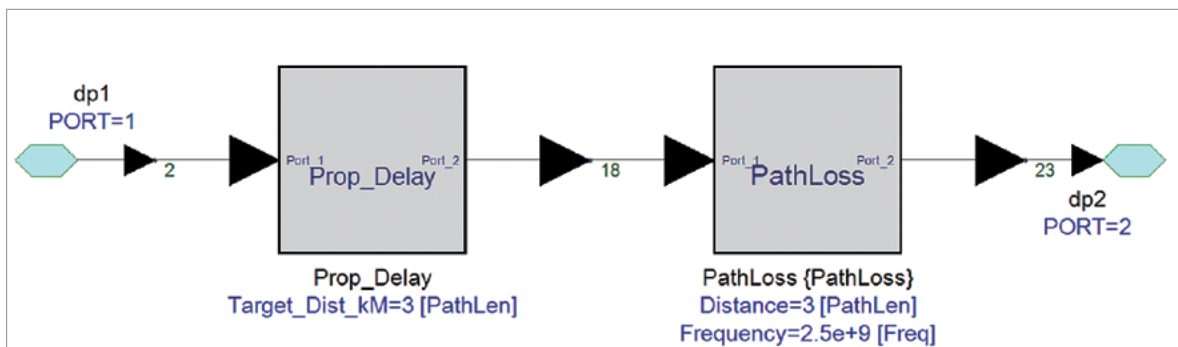 dp1
PORT=1
2
Port_1
Prop_Delay
Port_2
Prop_Delay
Target_Dist_kM=3 [PathLen]
18
Port_1
PathLoss
Port_2
PathLoss {PathLoss}
Distance=3 [PathLen]
Frequency=2.5e+9 [Freq]
23
dp2
PORT=2